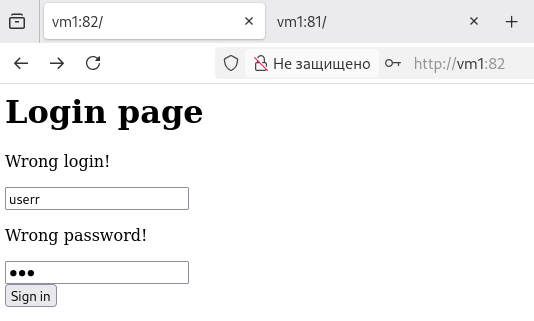 vm1:82/
vm1:81/
Не защищено http://vm1:82
Login page
Wrong login!
userr
Wrong password!
●●●
Sign in